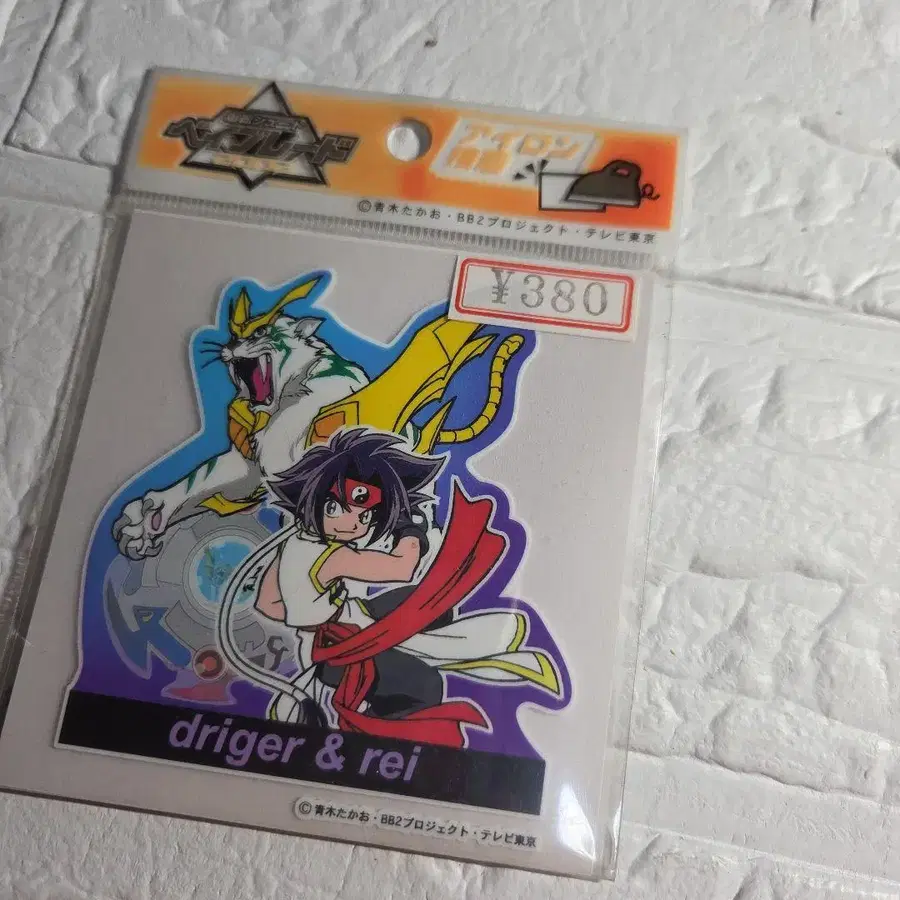 ベイブレード
アイロン
©青木たかお・BB2プロジェクト・テレビ東京
¥380
driger & rei
©青木たかお・BB2プロジェクト・テレビ東京